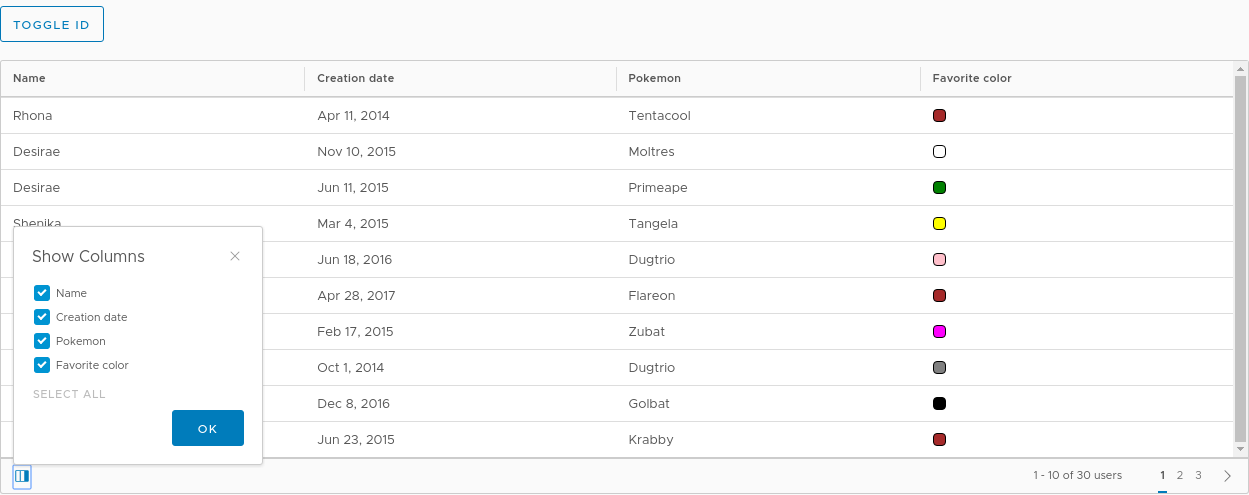 TOGGLE ID
Name Creation date Pokemon Favorite color
Rhona Apr 11, 2014 Tentacool
Desirae Nov 10, 2015 Moltres
Desirae Jun 11, 2015 Primeape
Shenika Mar 4, 2015 Tangela
Jun 18, 2016 Dugtrio
Apr 28, 2017 Flareon
Feb 17, 2015 Zubat
Oct 1, 2014 Dugtrio
Dec 8, 2016 Golbat
Jun 23, 2015 Krabby
Show Columns
Name
Creation date
Pokemon
Favorite color
SELECT ALL
OK
1 - 10 of 30 users 1 2 3